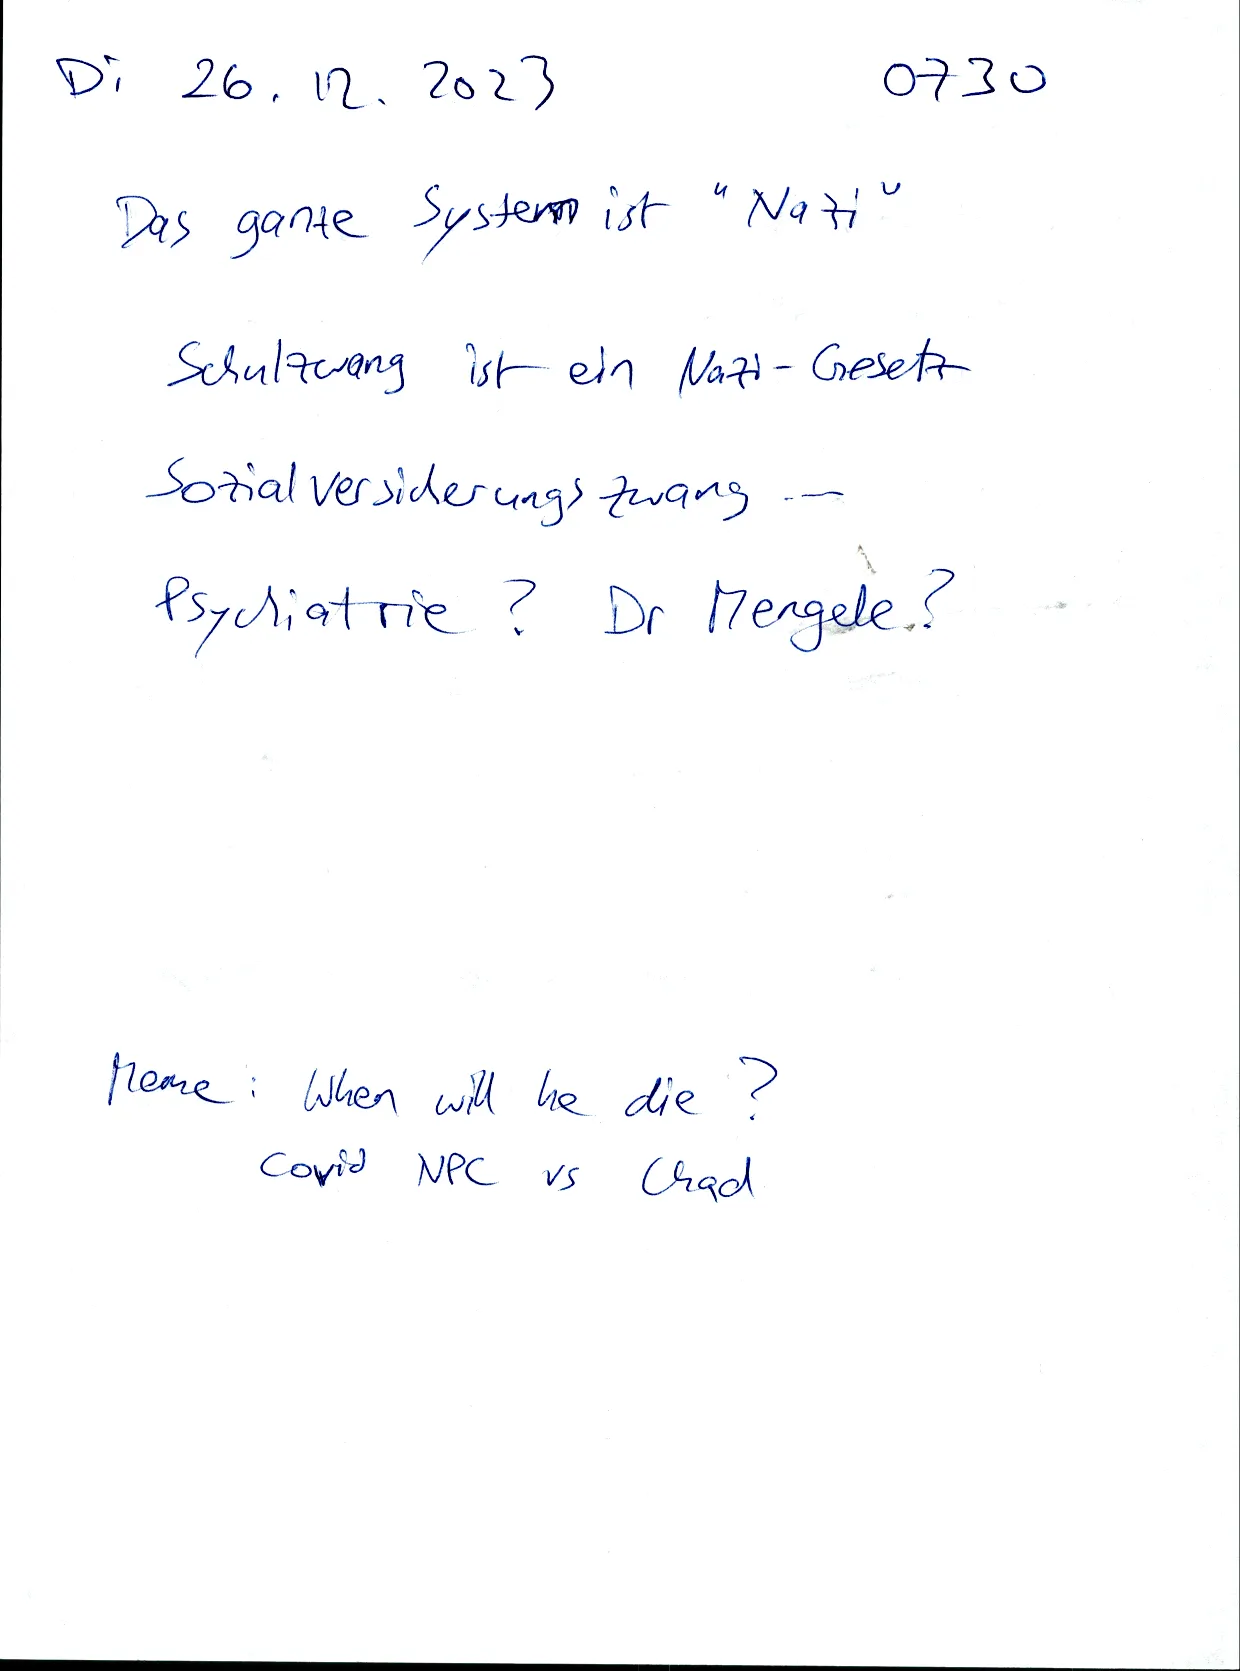 Di 26.12.2023 0730
Das ganze System ist "Nazi"
Schulzwang ist ein Nazi-Gesetz
Sozialversicherungszwang ...
Psychiatrie? Dr Mengele?
Meme: When will he die?
Covid NPC vs Chad